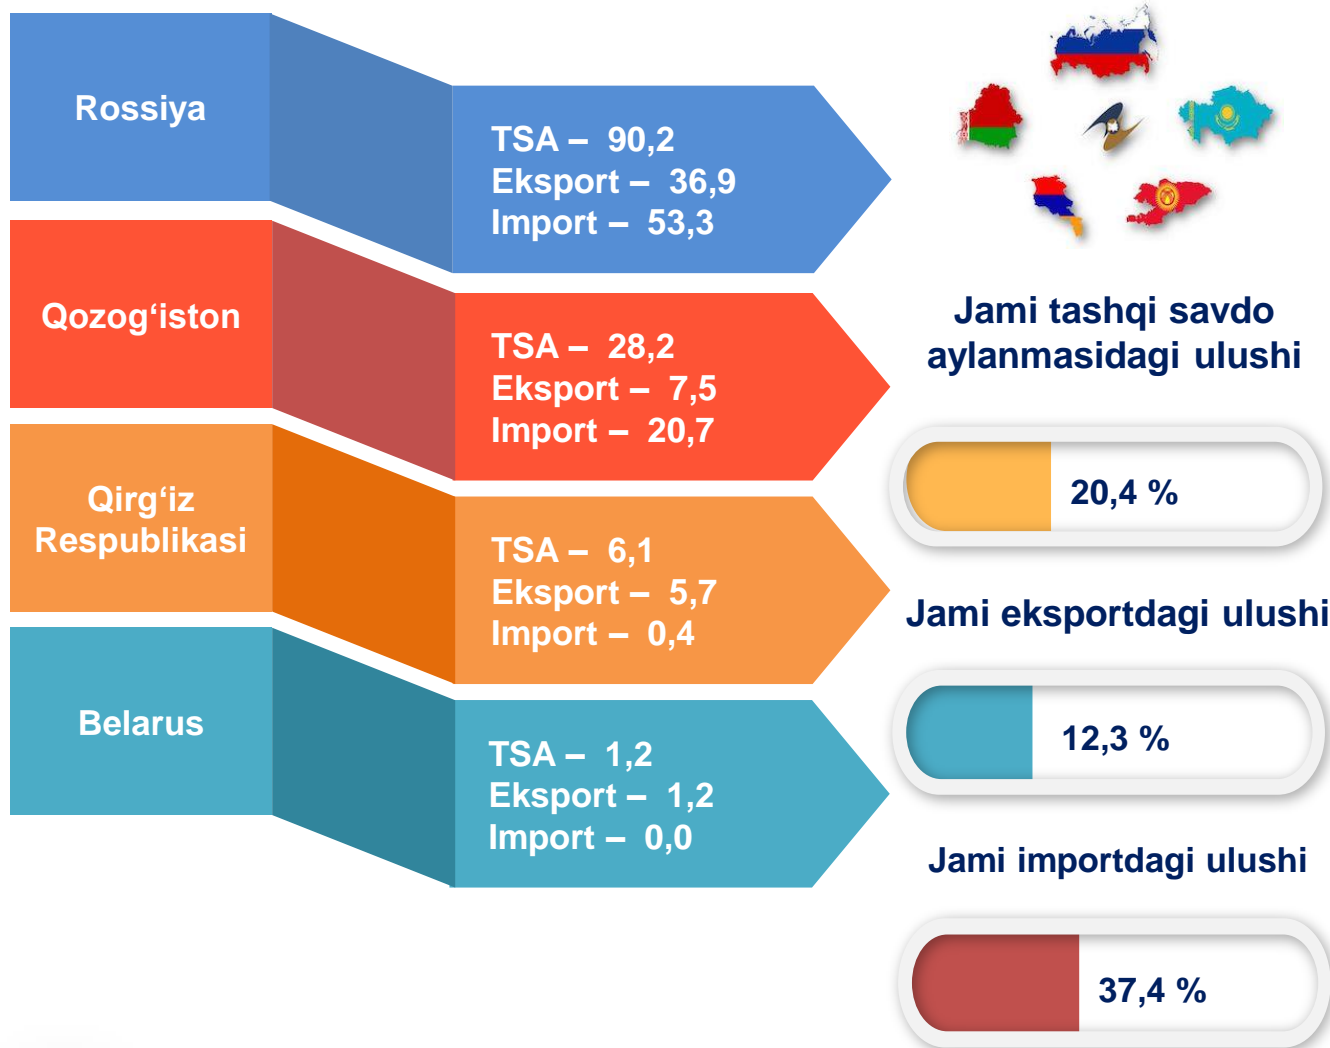 Rossiya
TSA – 90,2
Eksport – 36,9
Import – 53,3
Qozog‘iston
TSA – 28,2
Eksport – 7,5
Import – 20,7
Qirg‘iz
Respublikasi
TSA – 6,1
Eksport – 5,7
Import – 0,4
Belarus
TSA – 1,2
Eksport – 1,2
Import – 0,0
Jami tashqi savdo
aylanmasidagi ulushi
20,4 %
Jami eksportdagi ulushi
12,3 %
Jami importdagi ulushi
37,4 %